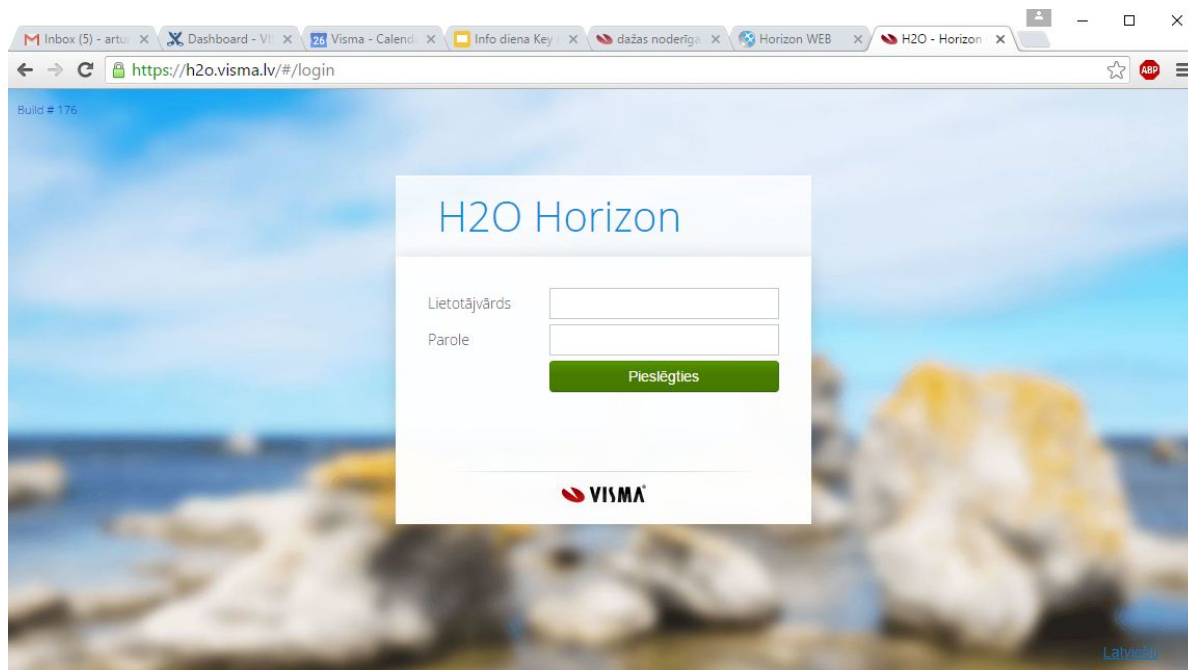 Inbox (5) - artu
Dashboard - VI
26 Visma - Calend
Info diena Key
dažas noderīga
Horizon WEB
H2O - Horizon
https://h2o.visma.lv/#/login
ABP
Build # 176
H2O Horizon
Lietotājvārds
Parole
Pieslēgties
VISMA
Latviešu